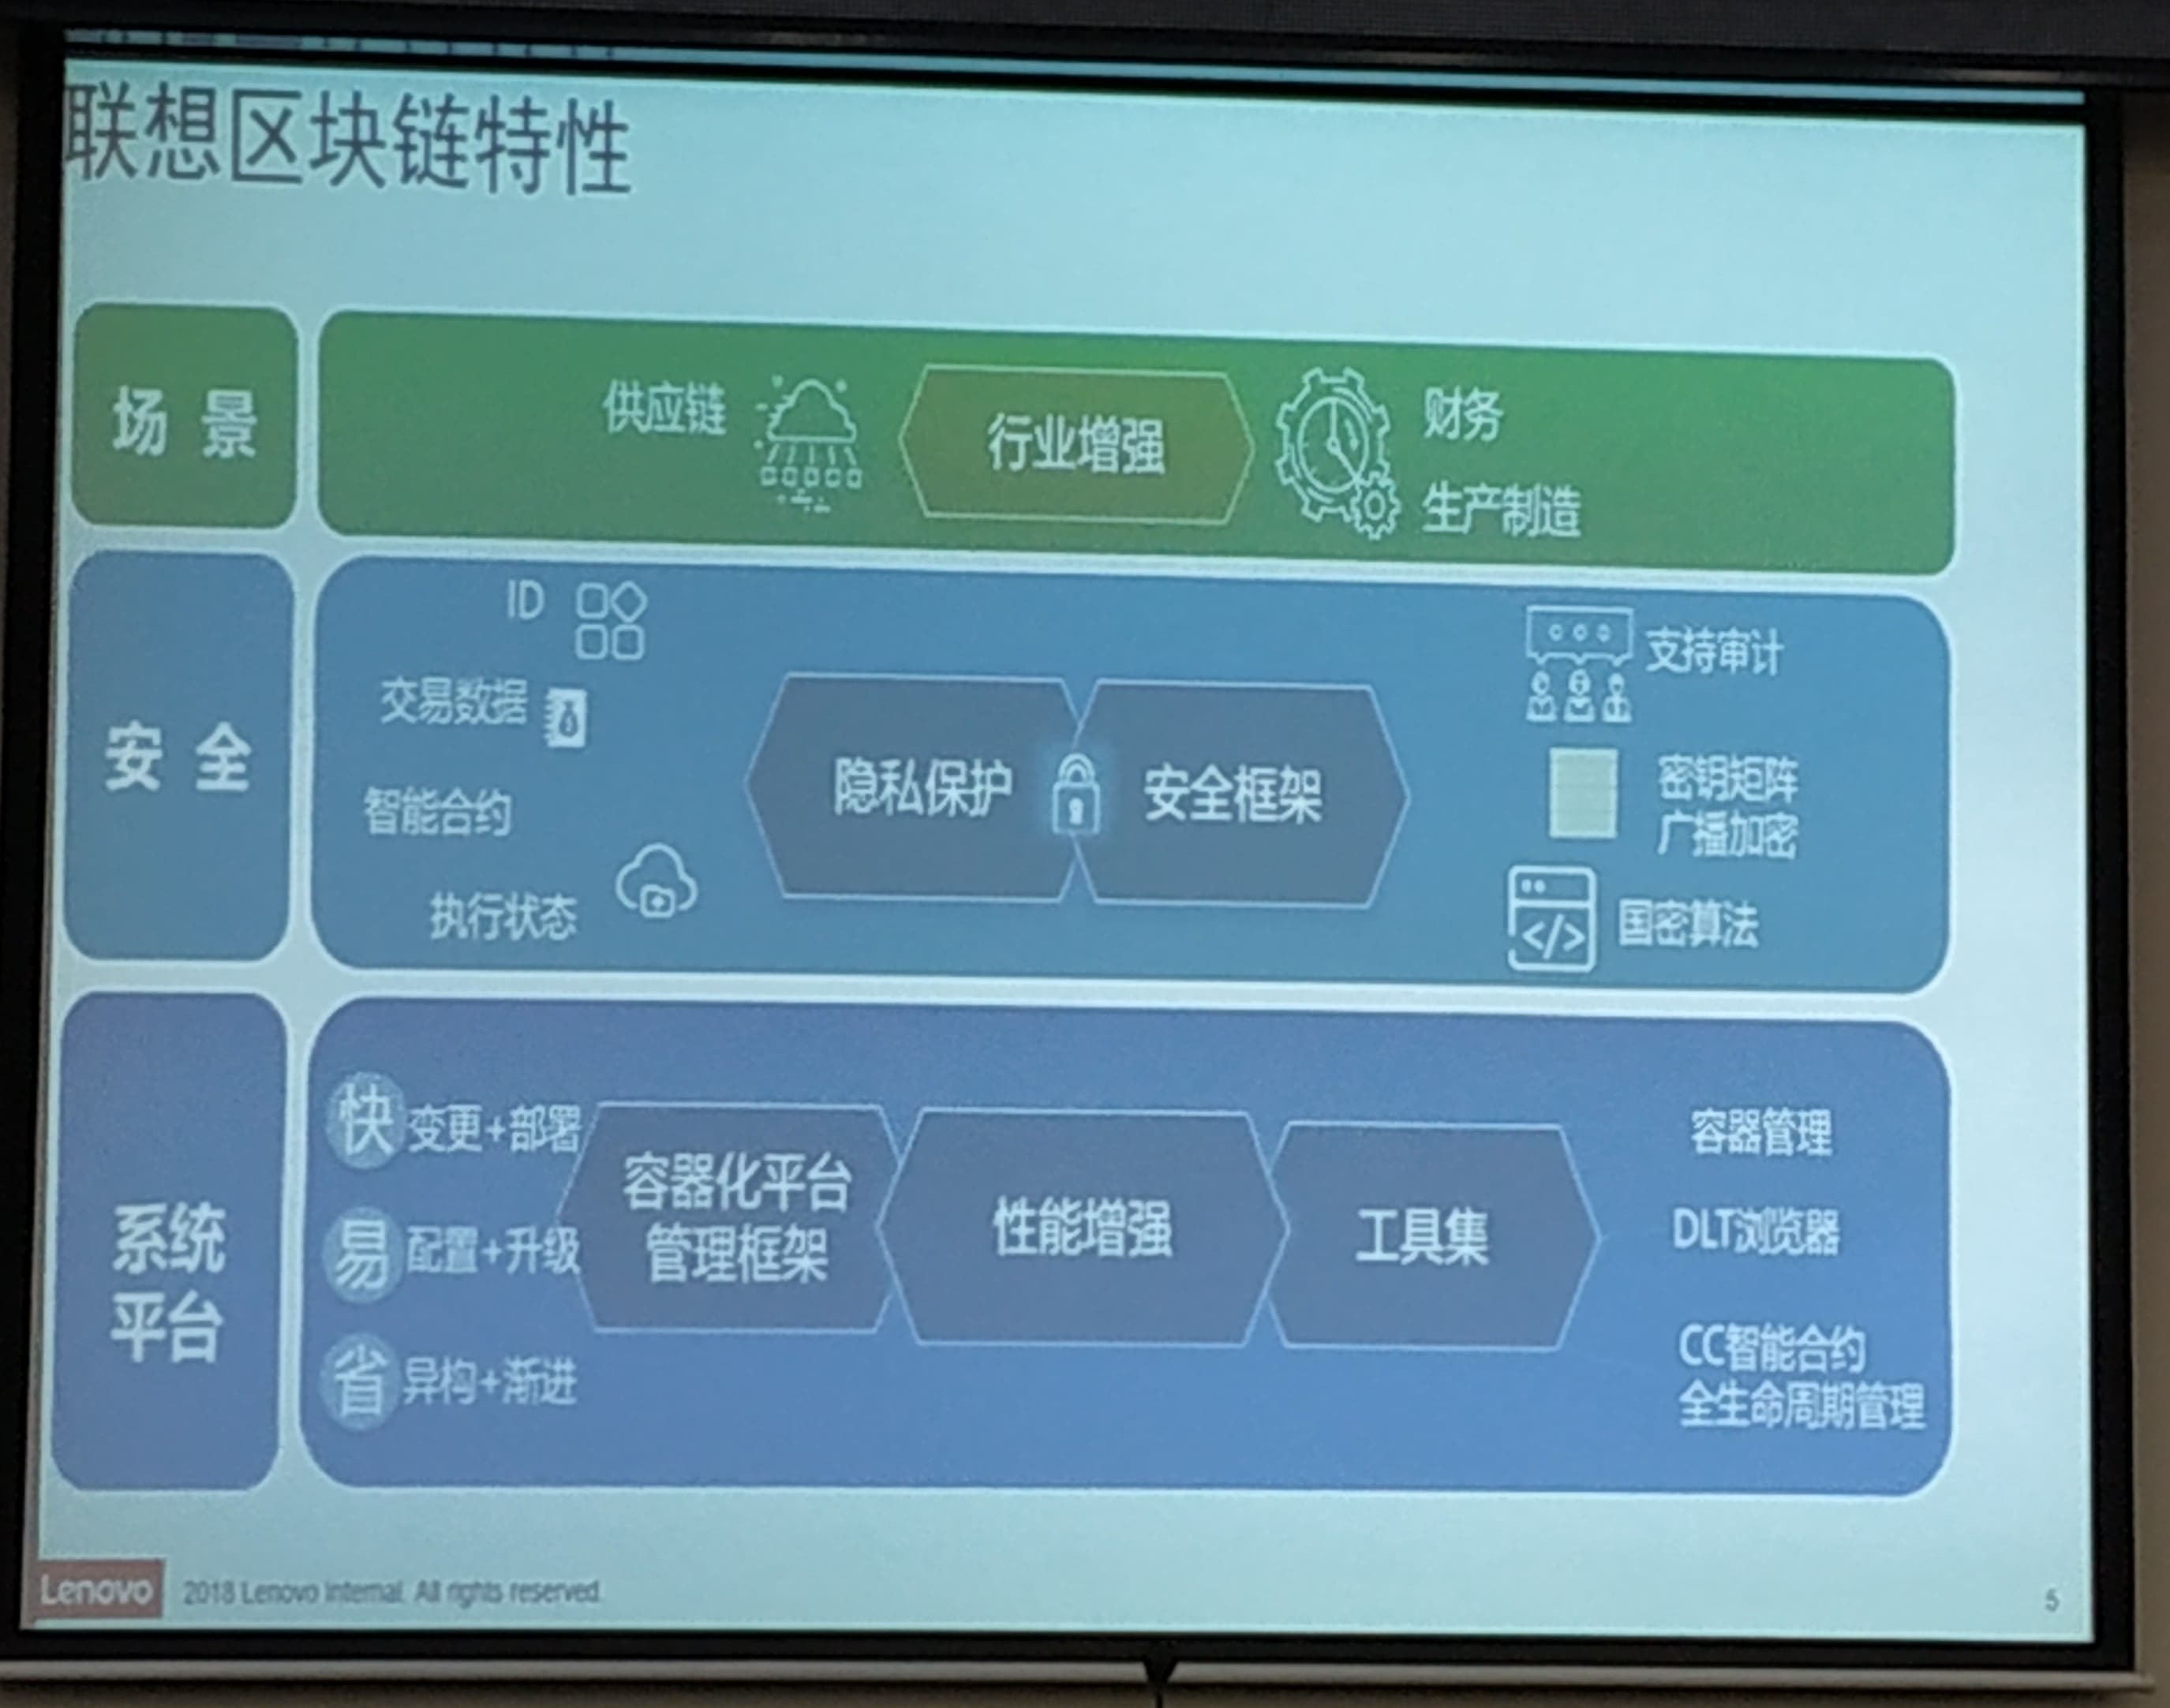 联想区块链特性
场 景
供应链
行业增强
财务
生产制造
安 全
ID
交易数据
智能合约
执行状态
隐私保护
安全框架
支持审计
密钥矩阵
广播加密
国密算法
系统
平台
快 变更+部署
易 配置+升级
省 异构+渐进
容器化平台
管理框架
性能增强
工具集
容器管理
DLT浏览器
CC智能合约
全生命周期管理
Lenovo
2018 Lenovo Internal. All rights reserved.
5